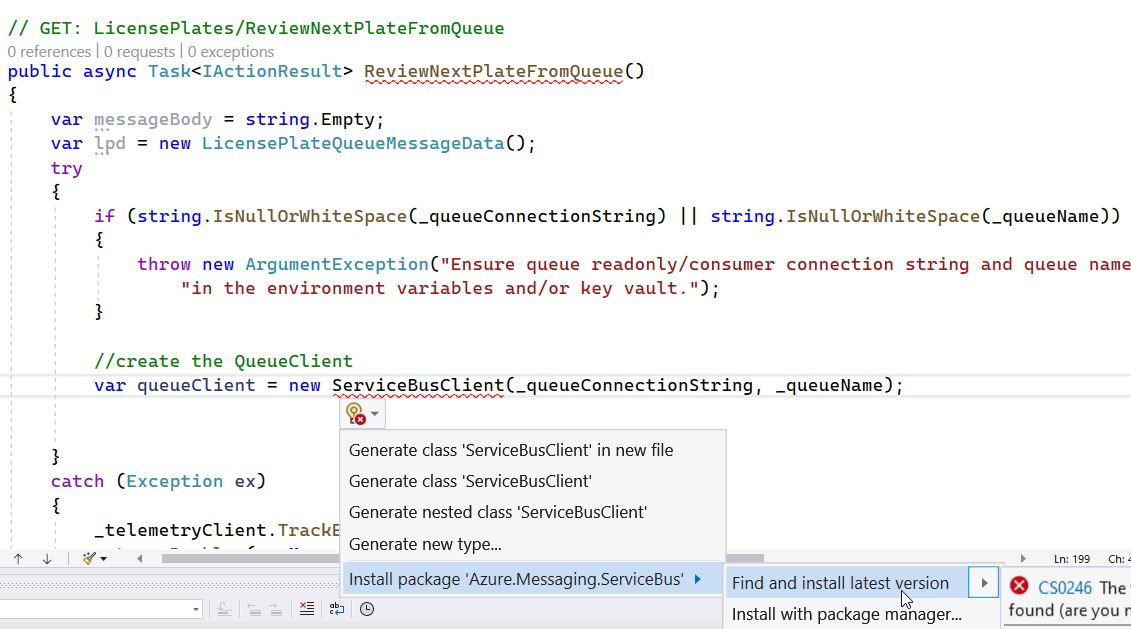 // GET: LicensePlates/ReviewNextPlateFromQueue
0 references | 0 requests | 0 exceptions
public async Task<IActionResult> ReviewNextPlateFromQueue()
{
var messageBody = string.Empty;
var lpd = new LicensePlateQueueMessageData();
try
{
if (string.IsNullOrWhiteSpace(_queueConnectionString) || string.IsNullOrWhiteSpace(_queueName))
{
throw new ArgumentException("Ensure queue readonly/consumer connection string and queue name
"in the environment variables and/or key vault.");
}
//create the QueueClient
var queueClient = new ServiceBusClient(_queueConnectionString, _queueName);
Generate class 'ServiceBusClient' in new file
}
Generate class 'ServiceBusClient'
catch (Exception ex)
{
Generate nested class 'ServiceBusClient'
_telemetryClient.TrackE
Generate new type...
Ln: 199 Ch:
Install package 'Azure.Messaging.ServiceBus'
Find and install latest version
CS0246 The
Install with package manager...
found (are you